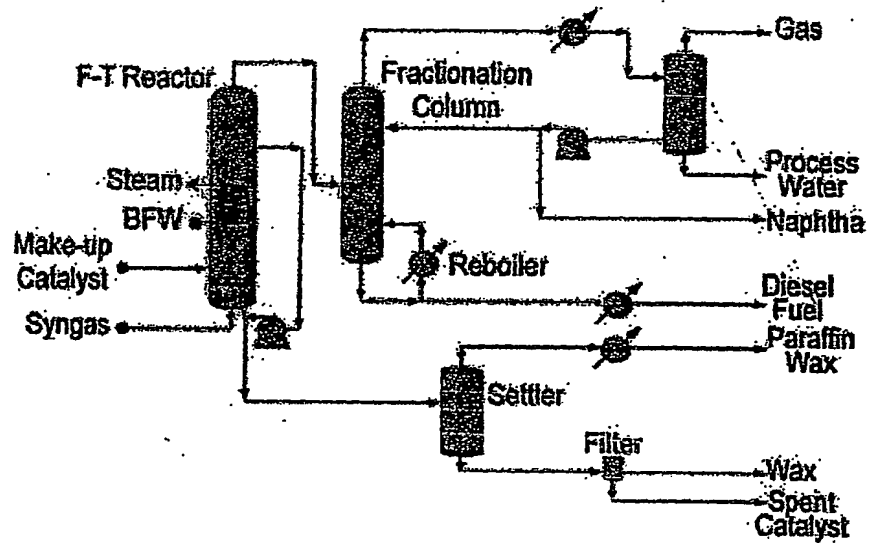 Gas
F-T Reactor
Fractionation
Column
Steam
BFW
Process
Water
Naphtha
Make-up
Catalyst
Reboiler
Syngas
Diesel
Fuel
Paraffin
Wax
Settler
Filter
Wax
Spent
Catalyst